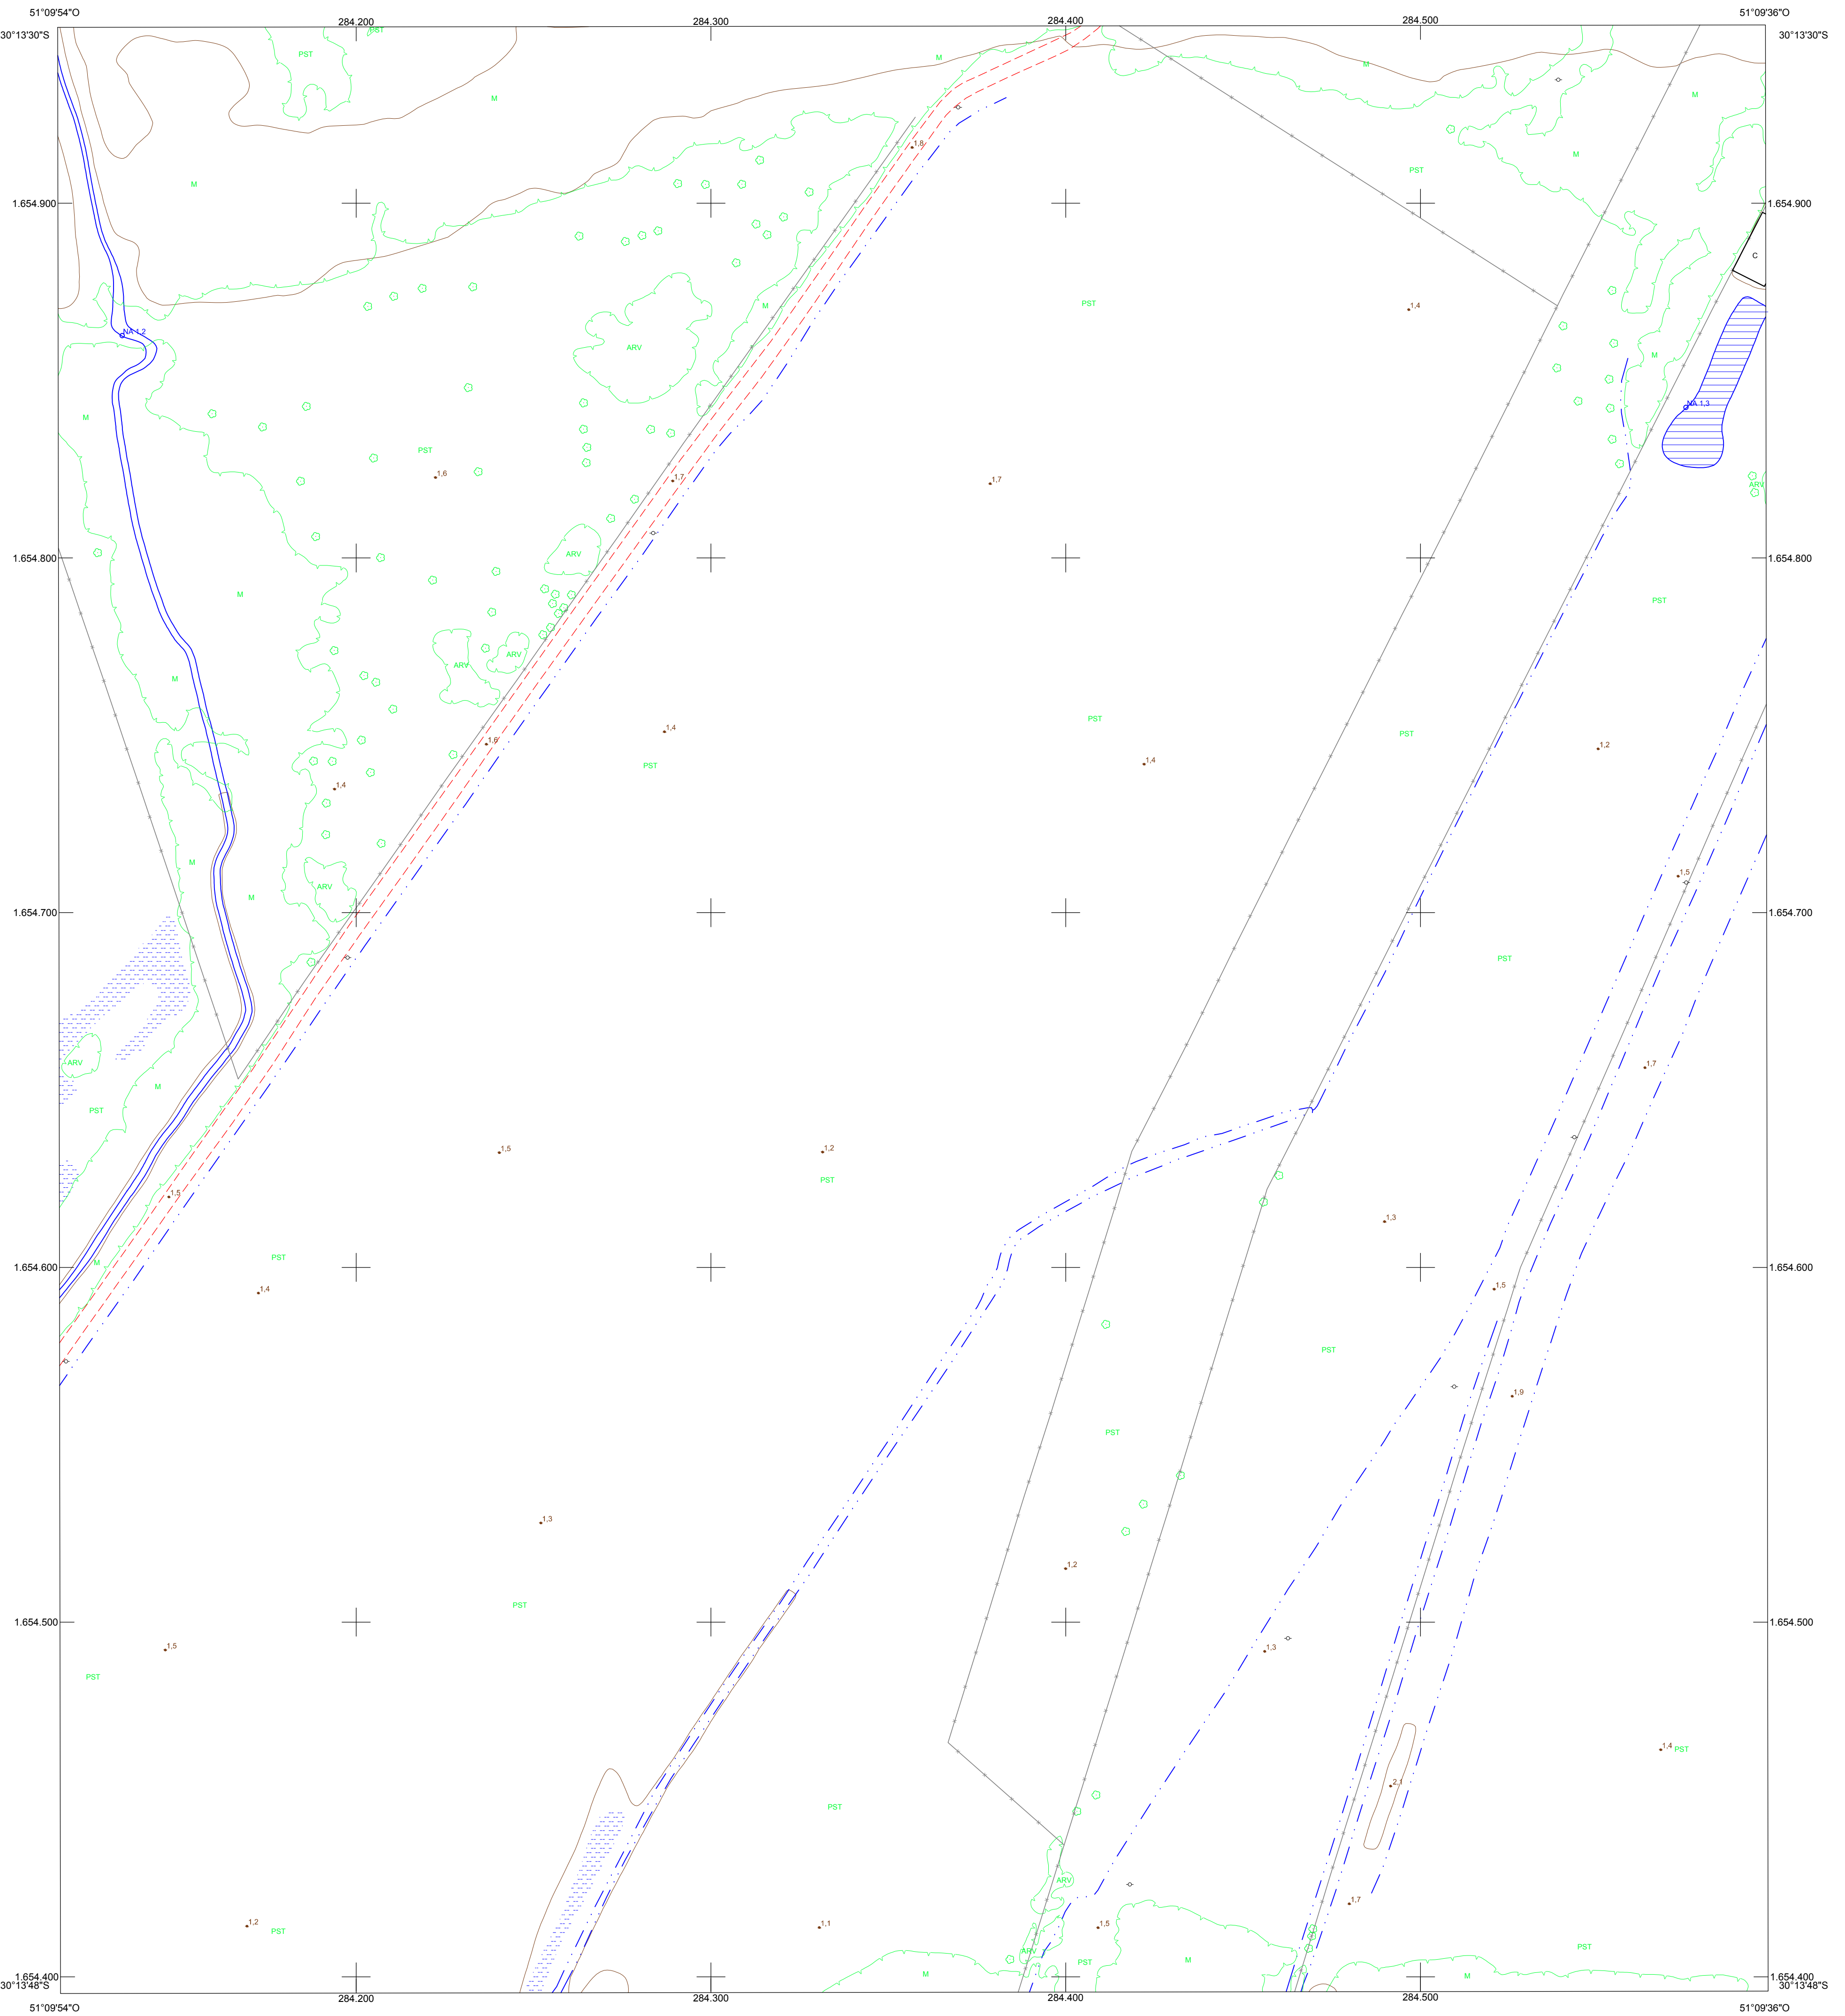 51°09'54"O 284.200 284.300 284.400 284.500 51°09'36"O
30°13'30"S 30°13'30"S
PST
PST
M
M
M
M
M
1,8
M
PST
M
1.654.900 1.654.900
C
PST
M
1,4
NA 1,2
ARV
M
NA 1,3
M
PST
1,6
1,7
1,7
ARV
ARV
1.654.800 1.654.800
M
PST
ARV
ARV
M
PST
1,4
PST
1,6
1,2
PST
1,4
1,4
M
1,5
ARV
M
1.654.700 1.654.700
PST
ARV
1,7
M
PST
1,5
1,2
PST
1,5
1,3
PST
M
1.654.600 1.654.600
1,4
1,5
PST
1,9
PST
1,3
1,2
PST
1.654.500 1.654.500
1,5
1,3
PST
1,4
PST
2,1
PST
ARV
1,7
1,2
PST
1,1
1,5
ARV
PST
PST
M
M
M
1.654.400 1.654.400
30°13'48"S 30°13'48"S
51°09'54"O 284.200 284.300 284.400 284.500 51°09'36"O